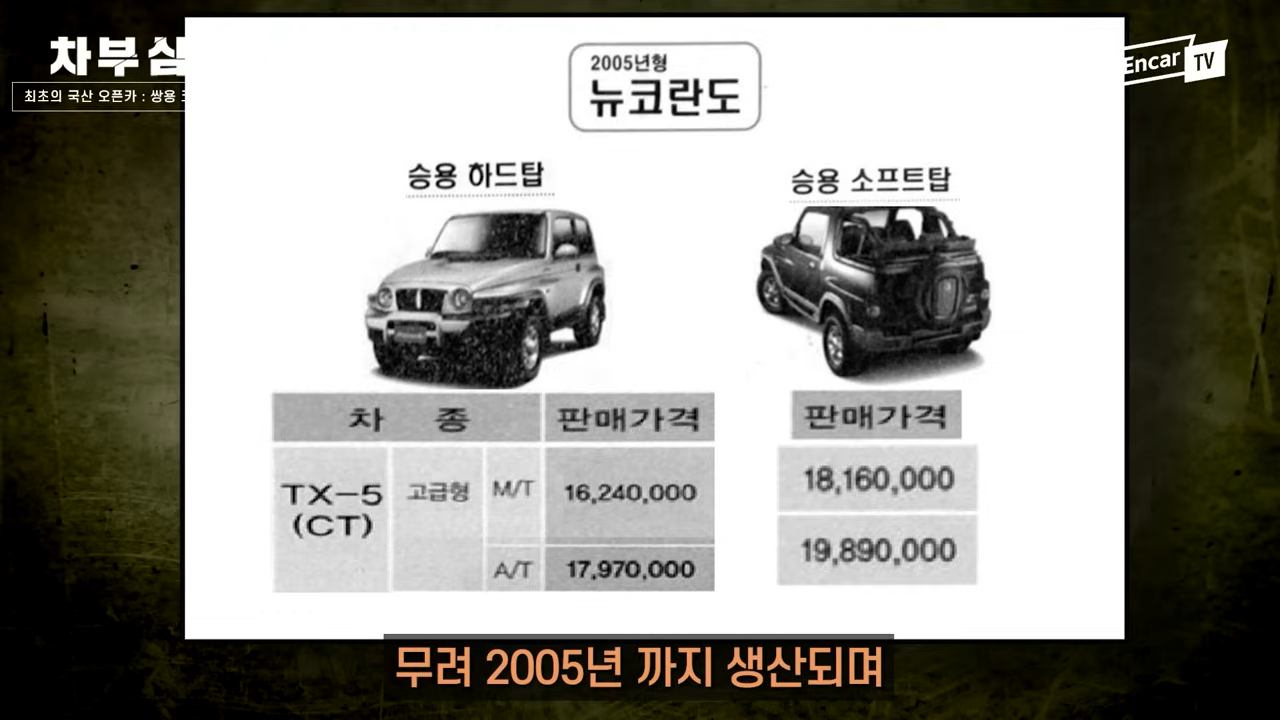 차부심
최초의 국산 오픈카 : 쌍용
Encar TV
2005년형
뉴코란도
승용 하드탑
승용 소프트탑
차 종 판매가격
판매가격
TX-5 (CT) 고급형 M/T 16,240,000
18,160,000
A/T 17,970,000
19,890,000
무려 2005년 까지 생산되며